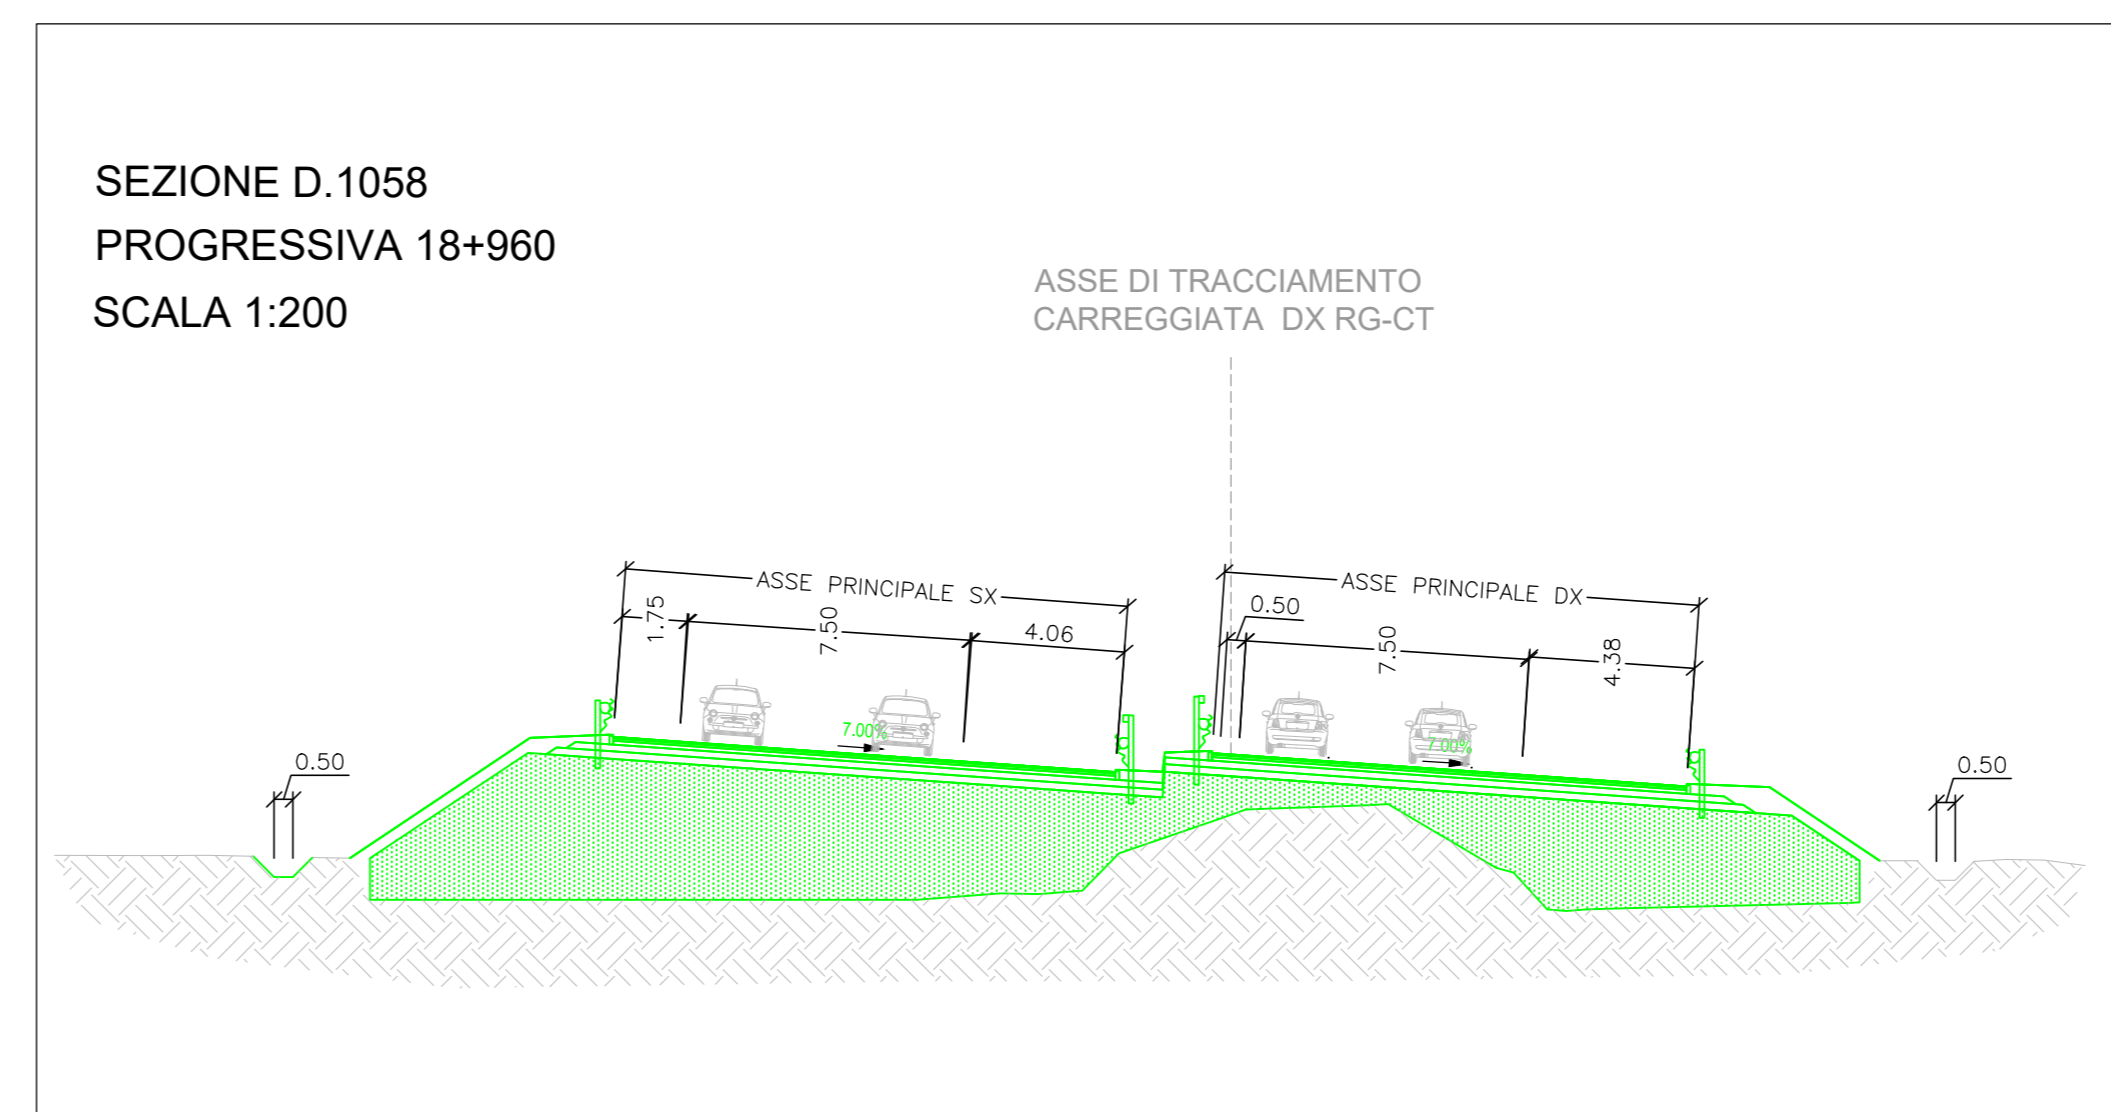 SEZIONE D.1058
PROGRESSIVA 18+960
SCALA 1:200
ASSE DI TRACCIAMENTO
CARREGGIATA DX RG-CT
ASSE PRINCIPALE SX
ASSE PRINCIPALE DX
1.75
7.50
4.06
0.50
7.50
4.38
7.00%
7.00%
0.50
0.50